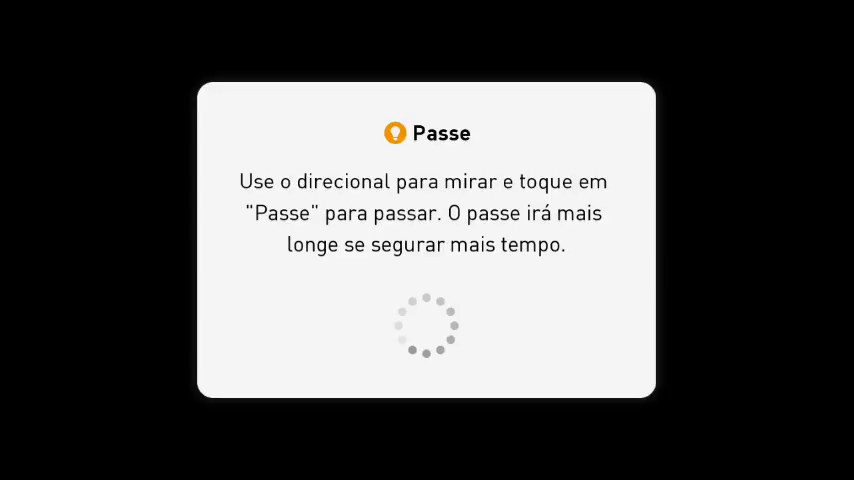 Passe
Use o direcional para mirar e toque em
"Passe" para passar. O passe irá mais
longe se segurar mais tempo.